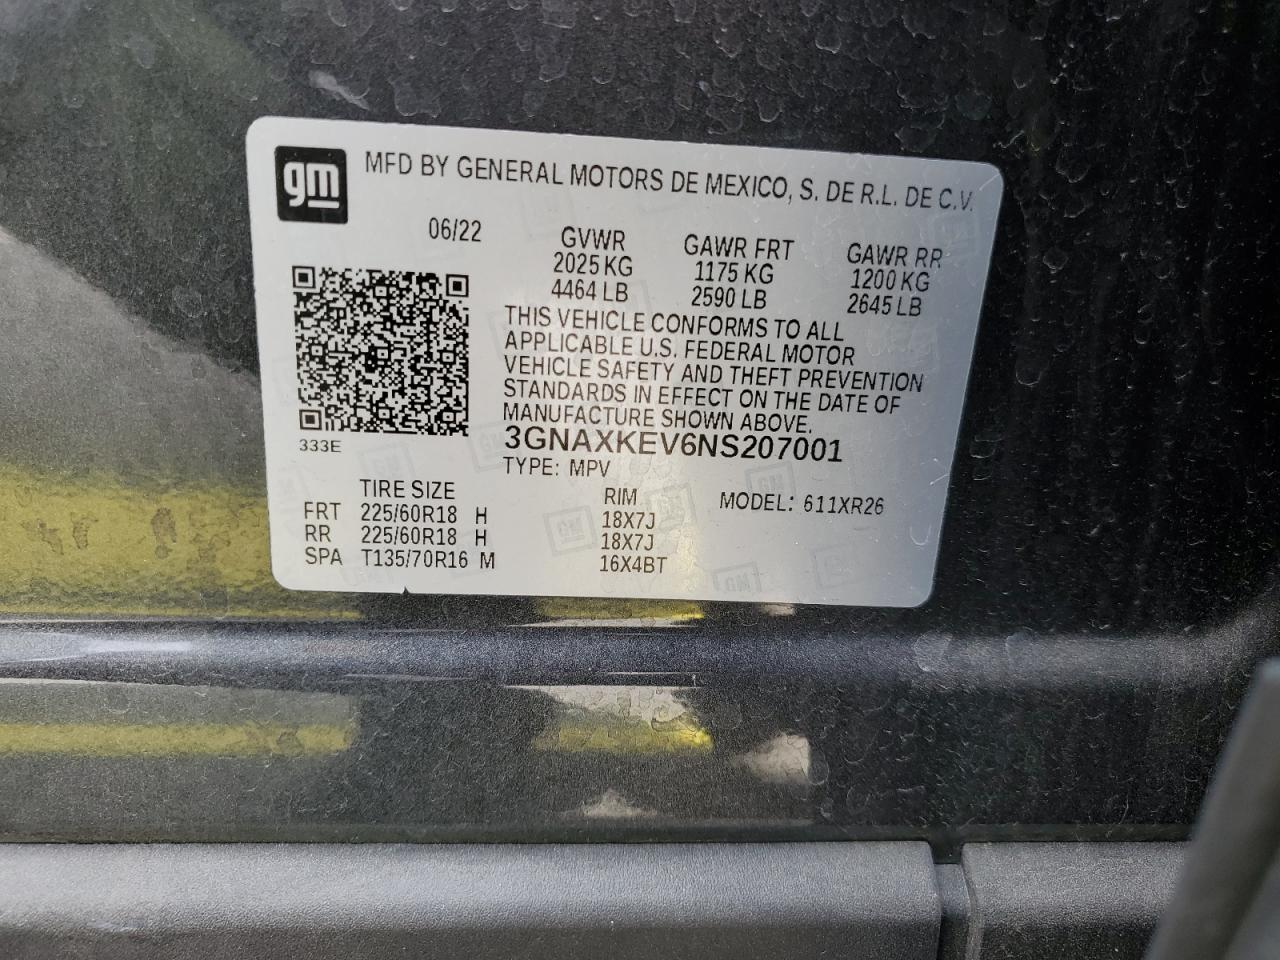 gm
MFD BY GENERAL MOTORS DE MEXICO, S. DE R.L. DE C.V.
06/22
GVWR GAWR FRT GAWR RR
2025 KG 1175 KG 1200 KG
4464 LB 2590 LB 2645 LB
THIS VEHICLE CONFORMS TO ALL
APPLICABLE U.S. FEDERAL MOTOR
VEHICLE SAFETY AND THEFT PREVENTION
STANDARDS IN EFFECT ON THE DATE OF
MANUFACTURE SHOWN ABOVE.
333E
3GNAXKEV6NS207001
TYPE: MPV
TIRE SIZE RIM MODEL: 611XR26
FRT 225/60R18 H 18X7J
RR 225/60R18 H 18X7J
SPA T135/70R16 M 16X4BT